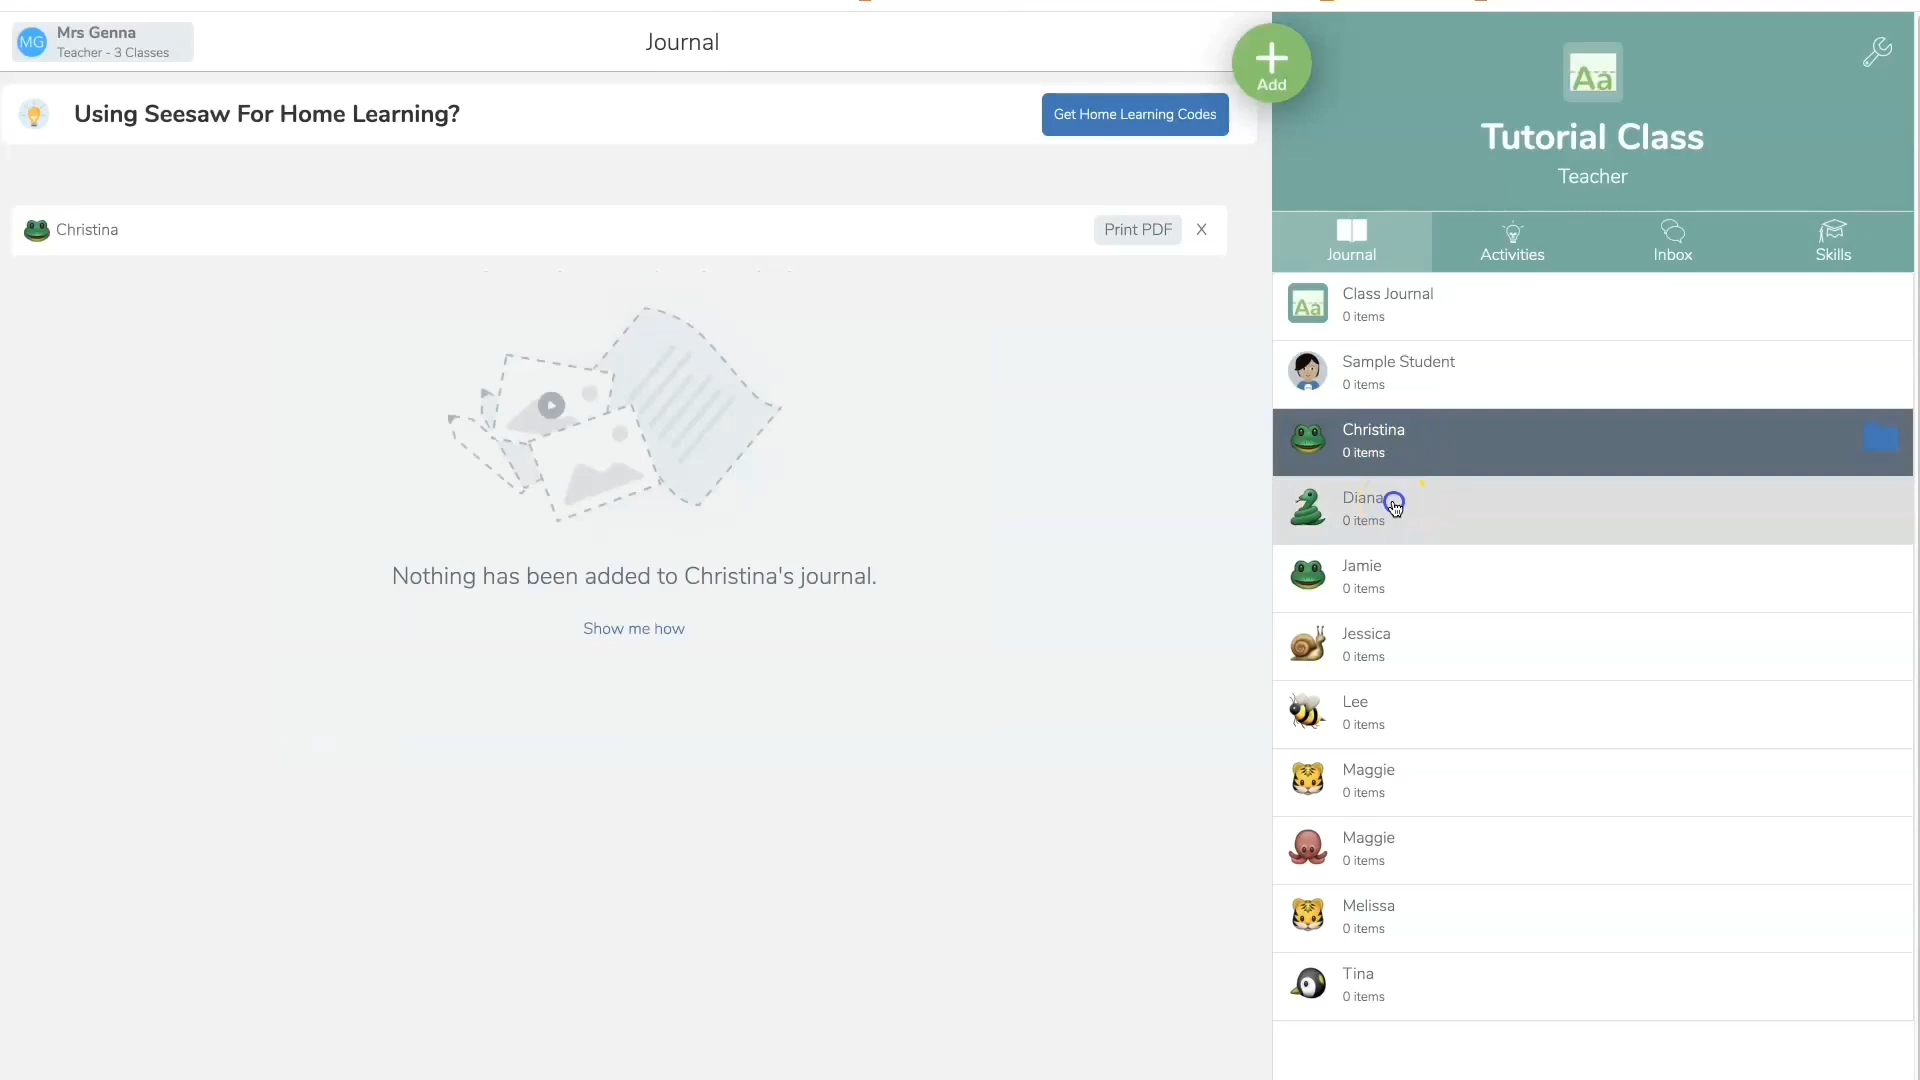 MG
Mrs Genna
Teacher - 3 Classes
Journal
Add
Using Seesaw For Home Learning?
Get Home Learning Codes
Christina
Print PDF
X
Nothing has been added to Christina's journal.
Show me how
Aa
Tutorial Class
Teacher
Journal
Activities
Inbox
Skills
Aa
Class Journal
0 items
Sample Student
0 items
Christina
0 items
Diana
0 items
Jamie
0 items
Jessica
0 items
Lee
0 items
Maggie
0 items
Maggie
0 items
Melissa
0 items
Tina
0 items